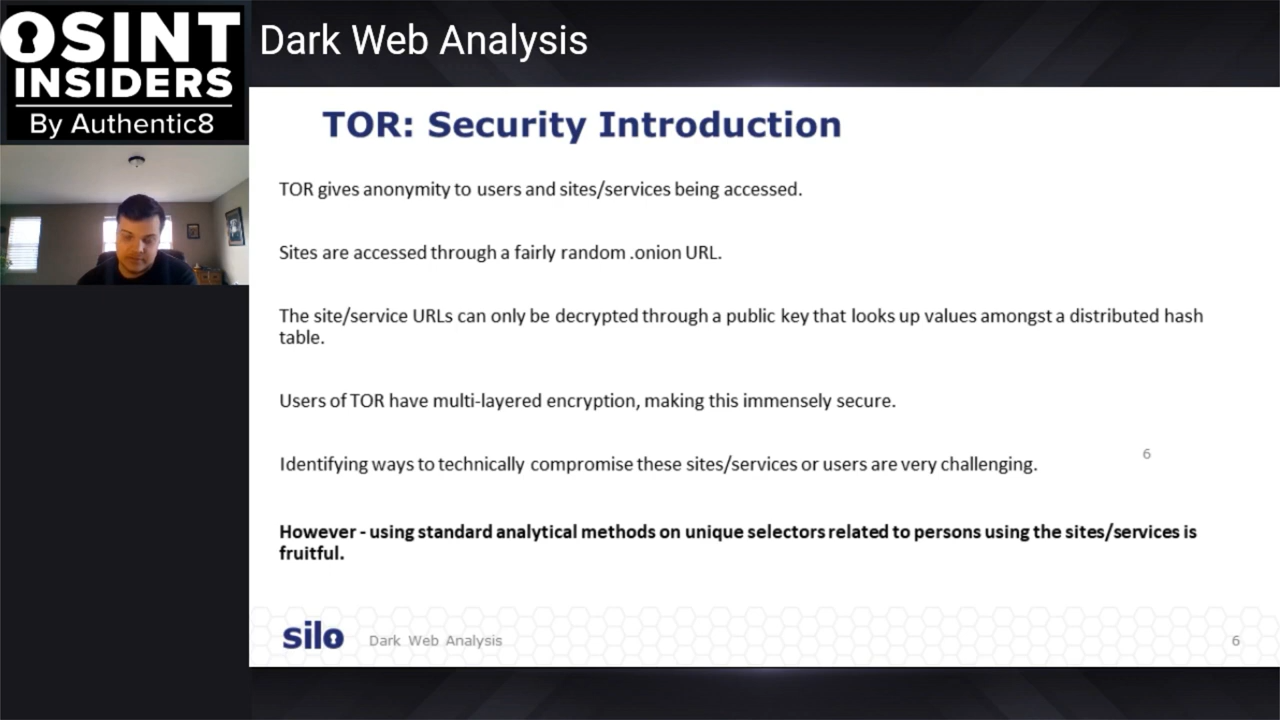 OSINT
INSIDERS
By Authentic8
Dark Web Analysis
TOR: Security Introduction
TOR gives anonymity to users and sites/services being accessed.
Sites are accessed through a fairly random .onion URL.
The site/service URLs can only be decrypted through a public key that looks up values amongst a distributed hash
table.
Users of TOR have multi-layered encryption, making this immensely secure.
Identifying ways to technically compromise these sites/services or users are very challenging.
6
However - using standard analytical methods on unique selectors related to persons using the sites/services is
fruitful.
silo
Dark Web Analysis
6